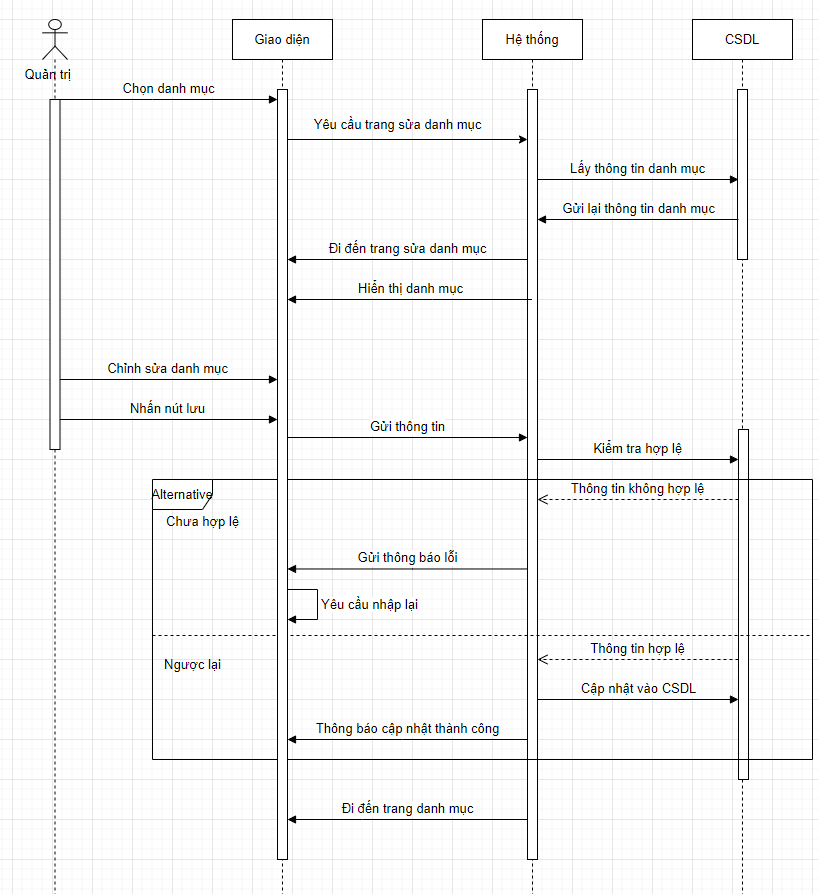 Quản trị
Giao diện
Hệ thống
CSDL
Chọn danh mục
Yêu cầu trang sửa danh mục
Lấy thông tin danh mục
Gửi lại thông tin danh mục
Đi đến trang sửa danh mục
Hiển thị danh mục
Chỉnh sửa danh mục
Nhấn nút lưu
Gửi thông tin
Kiểm tra hợp lệ
Alternative
Thông tin không hợp lệ
Chưa hợp lệ
Gửi thông báo lỗi
Yêu cầu nhập lại
Thông tin hợp lệ
Ngược lại
Cập nhật vào CSDL
Thông báo cập nhật thành công
Đi đến trang danh mục